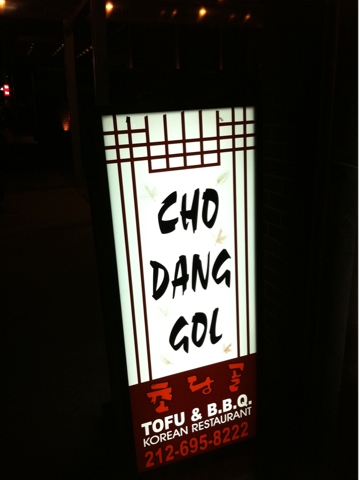 CHO
DANG
GOL
초당골
TOFU & B.B.Q.
KOREAN RESTAURANT
212-695-8222